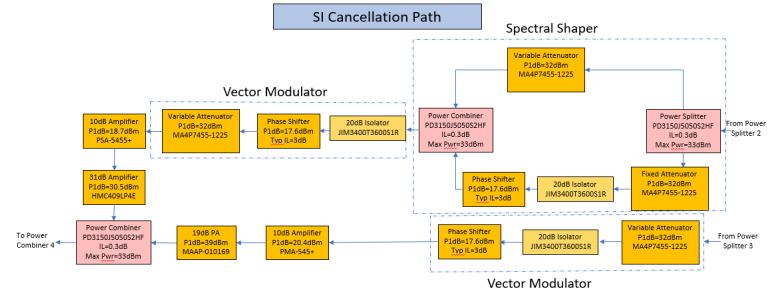 SI Cancellation Path
Spectral Shaper
Variable Attenuator
P1dB=32dBm
MA4P7455-1225
Vector Modulator
10dB Amplifier
P1dB=18.7dBm
PSA-5455+
Variable Attenuator
P1dB=32dBm
MA4P7455-1225
Phase Shifter
P1dB=17.6dBm
Typ IL=3dB
20dB Isolator
JIM3400T3600S1R
Power Combiner
PD3150J5050S2HF
IL=0.3dB
Max Pwr=33dBm
Power Splitter
PD3150J5050S2HF
IL=0.3dB
Max Pwr=33dBm
From Power
Splitter 2
31dB Amplifier
P1dB=30.5dBm
HMC409LP4E
Phase Shifter
P1dB=17.6dBm
Typ IL=3dB
20dB Isolator
JIM3400T3600S1R
Fixed Attenuator
P1dB=32dBm
MA4P7455-1225
To Power
Combiner 4
Power Combiner
PD3150J5050S2HF
IL=0.3dB
Max Pwr=33dBm
19dB PA
P1dB=39dBm
MAAP-010169
10dB Amplifier
P1dB=20.4dBm
PMA-545+
Phase Shifter
P1dB=17.6dBm
Typ IL=3dB
20dB Isolator
JIM3400T3600S1R
Variable Attenuator
P1dB=32dBm
MA4P7455-1225
From Power
Splitter 3
Vector Modulator